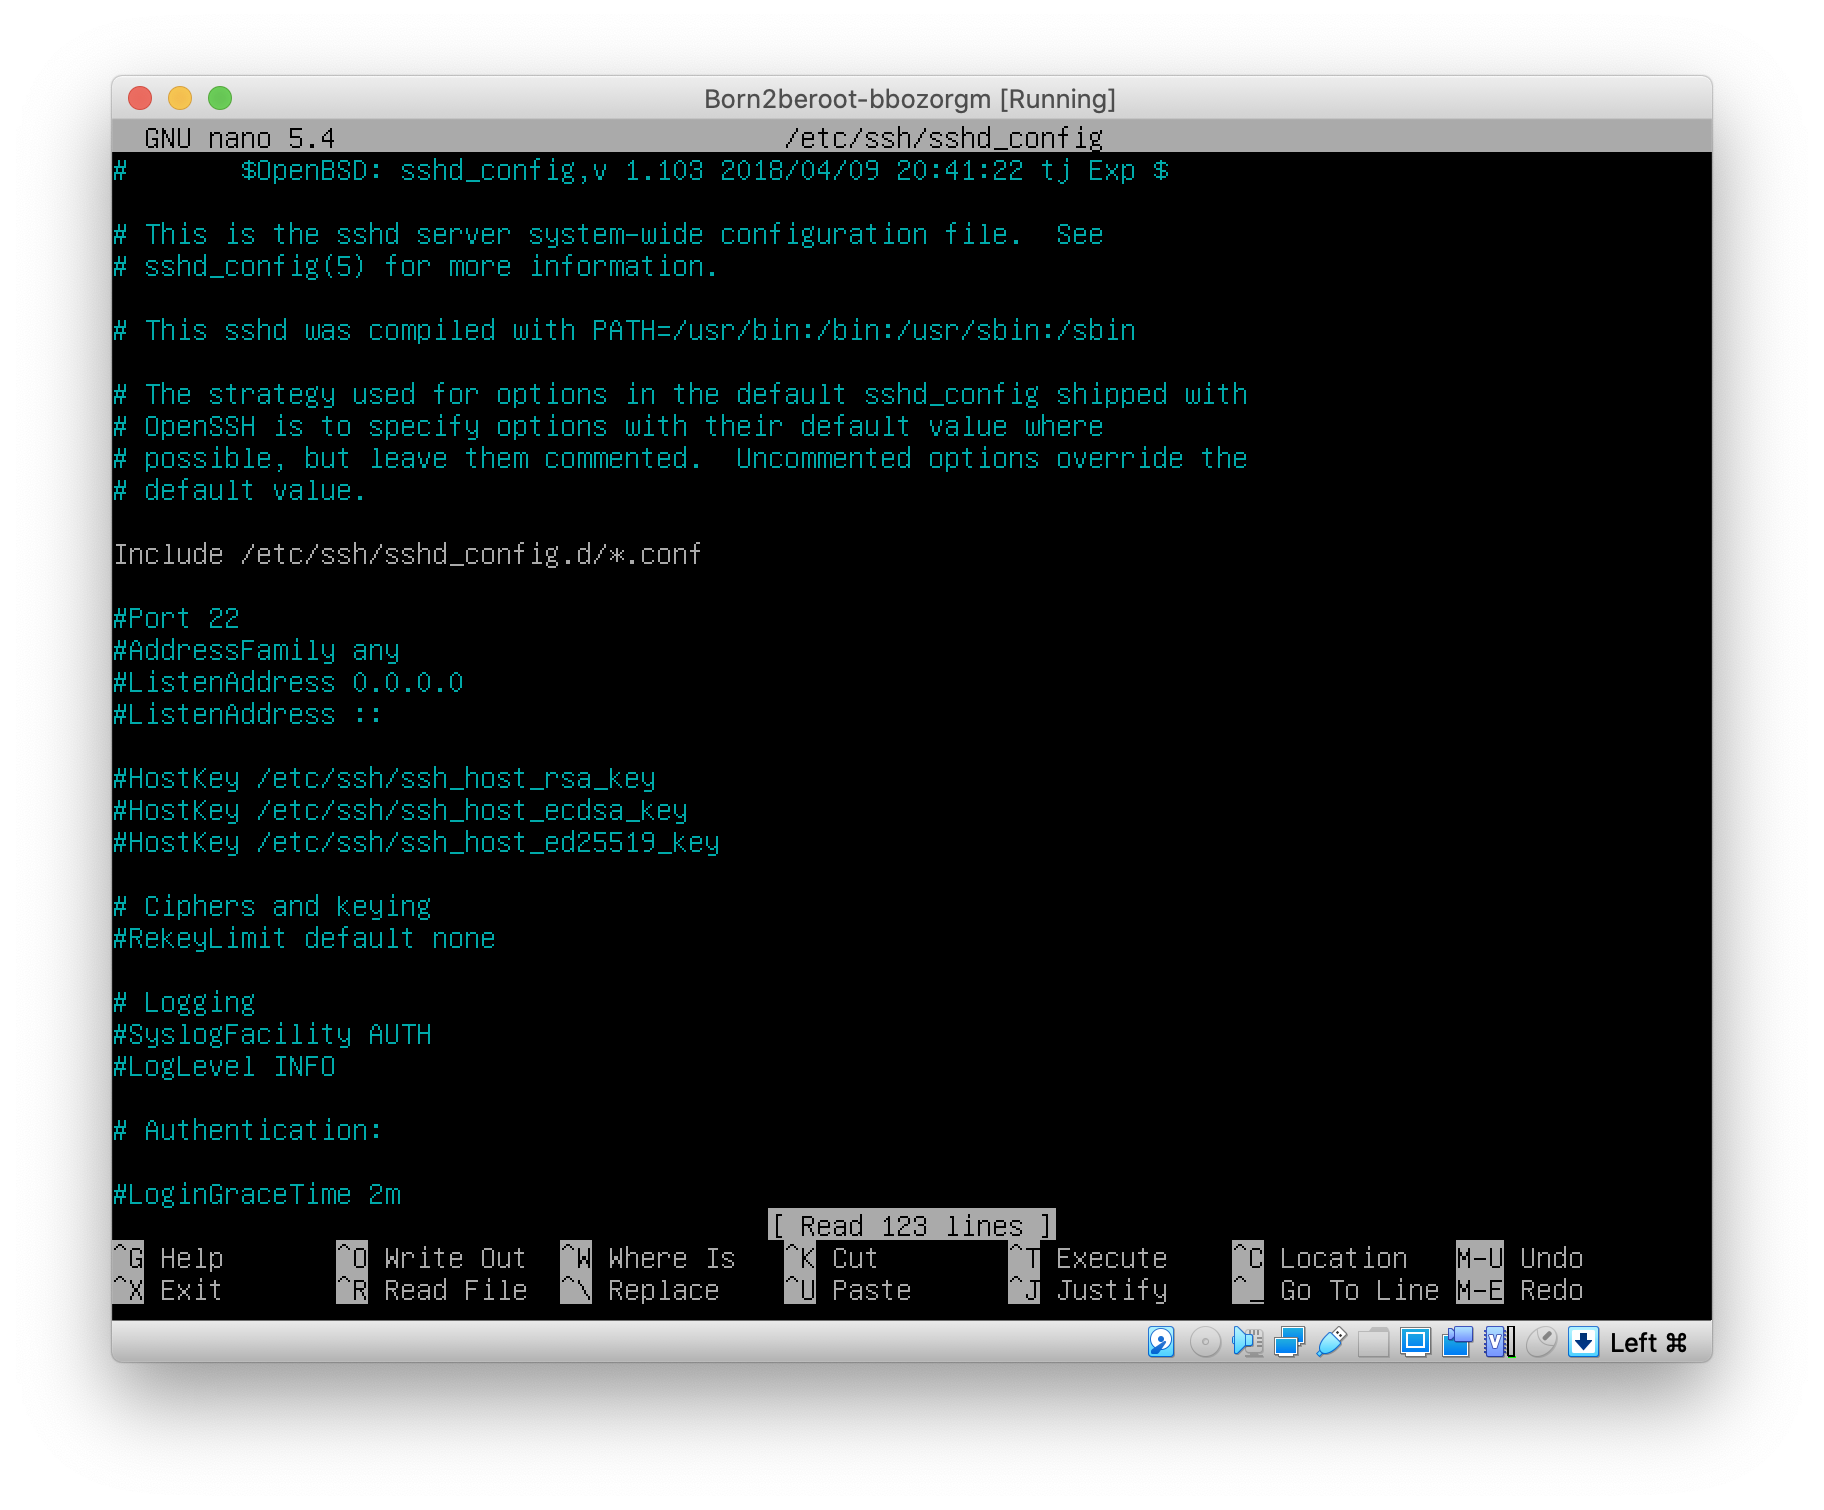 Born2beroot-bbozorgm [Running]
GNU nano 5.4 /etc/ssh/sshd_config
# $OpenBSD: sshd_config,v 1.103 2018/04/09 20:41:22 tj Exp $
# This is the sshd server system-wide configuration file.  See
# sshd_config(5) for more information.
# This sshd was compiled with PATH=/usr/bin:/bin:/usr/sbin:/sbin
# The strategy used for options in the default sshd_config shipped with
# OpenSSH is to specify options with their default value where
# possible, but leave them commented.  Uncommented options override the
# default value.
Include /etc/ssh/sshd_config.d/*.conf
#Port 22
#AddressFamily any
#ListenAddress 0.0.0.0
#ListenAddress ::
#HostKey /etc/ssh/ssh_host_rsa_key
#HostKey /etc/ssh/ssh_host_ecdsa_key
#HostKey /etc/ssh/ssh_host_ed25519_key
# Ciphers and keying
#RekeyLimit default none
# Logging
#SyslogFacility AUTH
#LogLevel INFO
# Authentication:
#LoginGraceTime 2m
[ Read 123 lines ]
^G Help ^O Write Out ^W Where Is ^K Cut ^T Execute ^C Location M-U Undo
^X Exit ^R Read File ^\ Replace ^U Paste ^J Justify ^_ Go To Line M-E Redo
Left ⌘